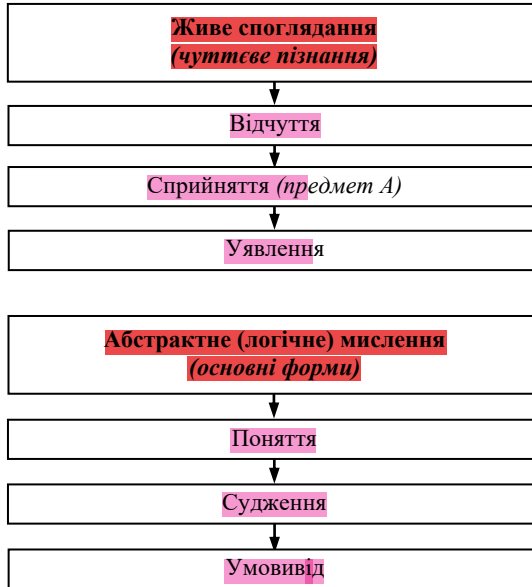 Живе споглядання
(чуттєве пізнання)
Відчуття
Сприйняття (предмет А)
Уявлення
Абстрактне (логічне) мислення
(основні форми)
Поняття
Судження
Умовивід